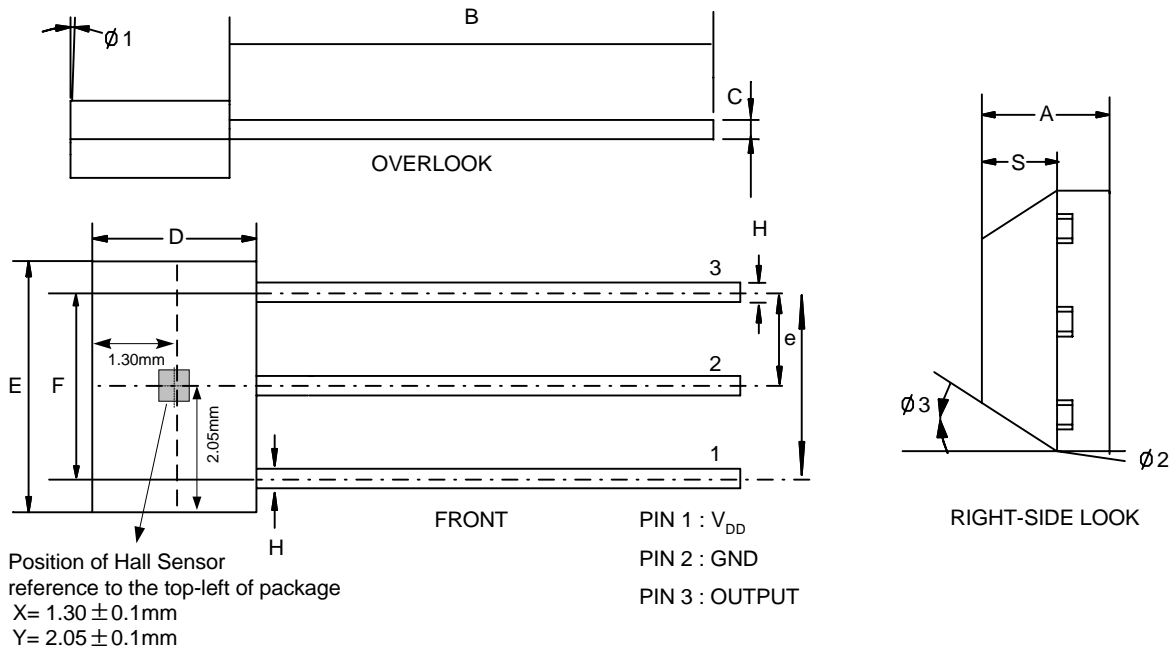 B
Ø1
C
A
OVERLOOK
S
H
D
3
1.30mm
e
E
F
2
Ø3
2.05mm
1
Ø2
FRONT
RIGHT-SIDE LOOK
H
PIN 1 : VDD
PIN 2 : GND
PIN 3 : OUTPUT
Position of Hall Sensor
reference to the top-left of package
X= 1.30 ± 0.1mm
Y= 2.05 ± 0.1mm